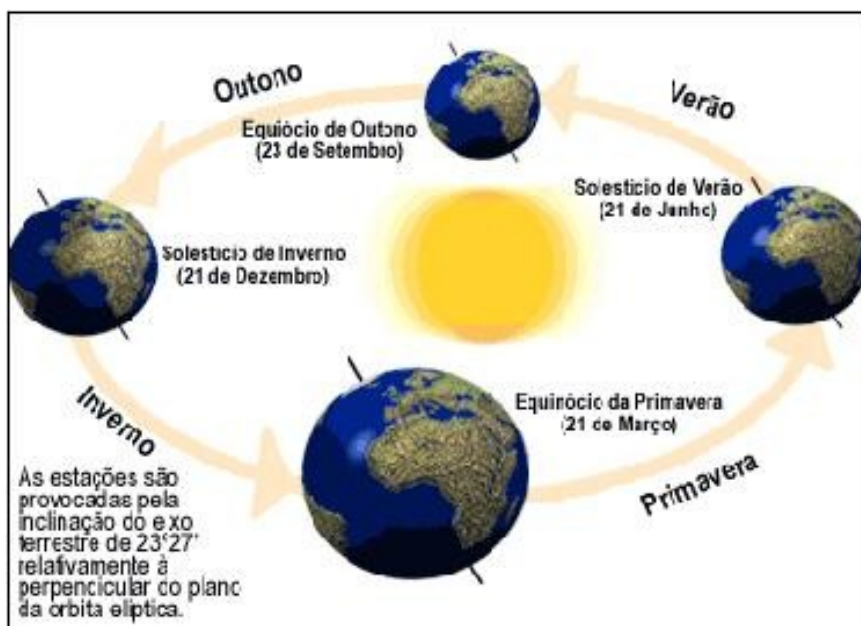 Outono
Verão
Equiócio de Outono
(23 de Setembro)
Solestício de Verão
(21 de Junho)
Solestício de Inverno
(21 de Dezembro)
Inverno
Equinócio da Primavera
(21 de Março)
Primavera
As estações são
provocadas pela
inclinação do eixo
terrestre de 23°27'
relativamente à
perpendicular do plano
da orbita elíptica.